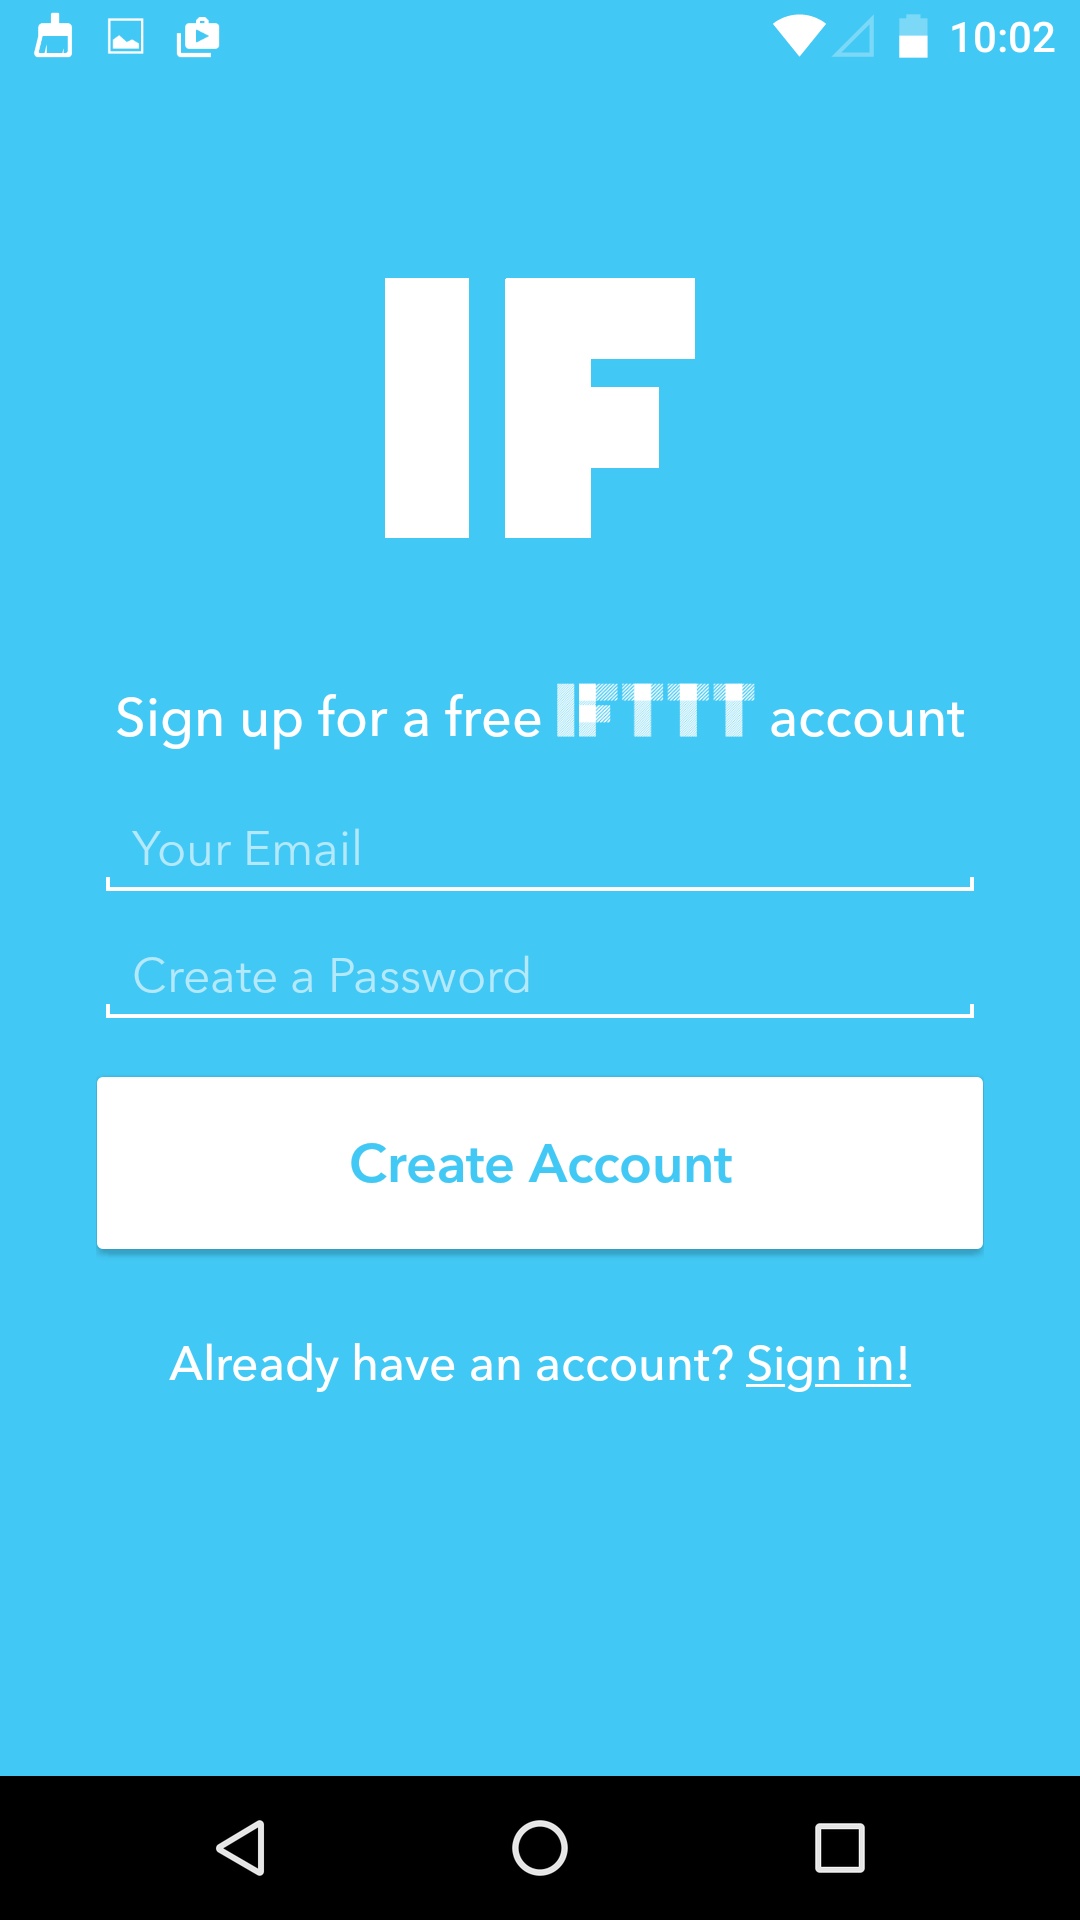 10:02
IF
Sign up for a free IFTTT account
Your Email
Create a Password
Create Account
Already have an account? Sign in!